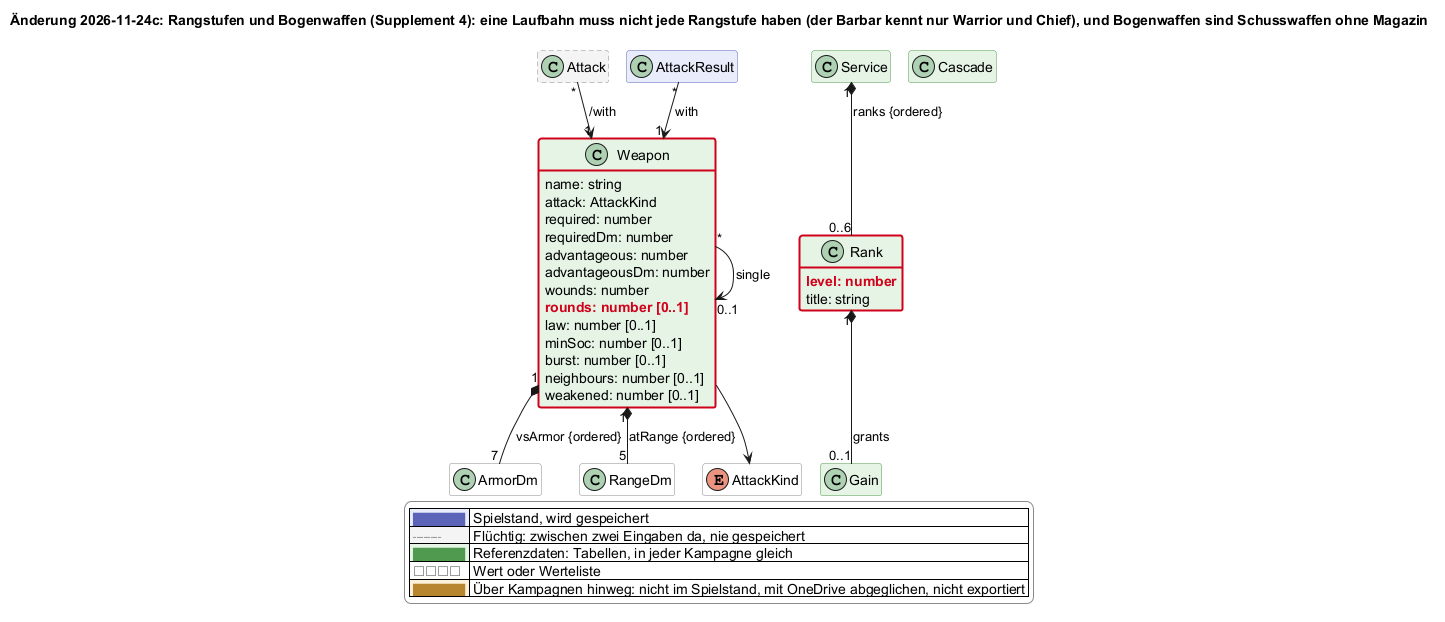 Änderung 2026-11-24c: Rangstufen und Bogenwaffen (Supplement 4): eine Laufbahn muss nicht jede Rangstufe haben (der Barbar kennt nur Warrior und Chief), und Bogenwaffen sind Schusswaffen ohne Magazin
C Attack
C AttackResult
C Service
C Cascade
*
/with
*
with
1
1
ranks {ordered}
0..6
C Weapon
name: string
attack: AttackKind
required: number
requiredDm: number
advantageous: number
advantageousDm: number
wounds: number
rounds: number [0..1]
law: number [0..1]
minSoc: number [0..1]
burst: number [0..1]
neighbours: number [0..1]
weakened: number [0..1]
*
single
0..1
C Rank
level: number
title: string
1
vsArmor {ordered}
7
1
atRange {ordered}
5
1
grants
0..1
C ArmorDm
C RangeDm
E AttackKind
C Gain
Spielstand, wird gespeichert
Flüchtig: zwischen zwei Eingaben da, nie gespeichert
Referenzdaten: Tabellen, in jeder Kampagne gleich
Wert oder Werteliste
Über Kampagnen hinweg: nicht im Spielstand, mit OneDrive abgeglichen, nicht exportiert